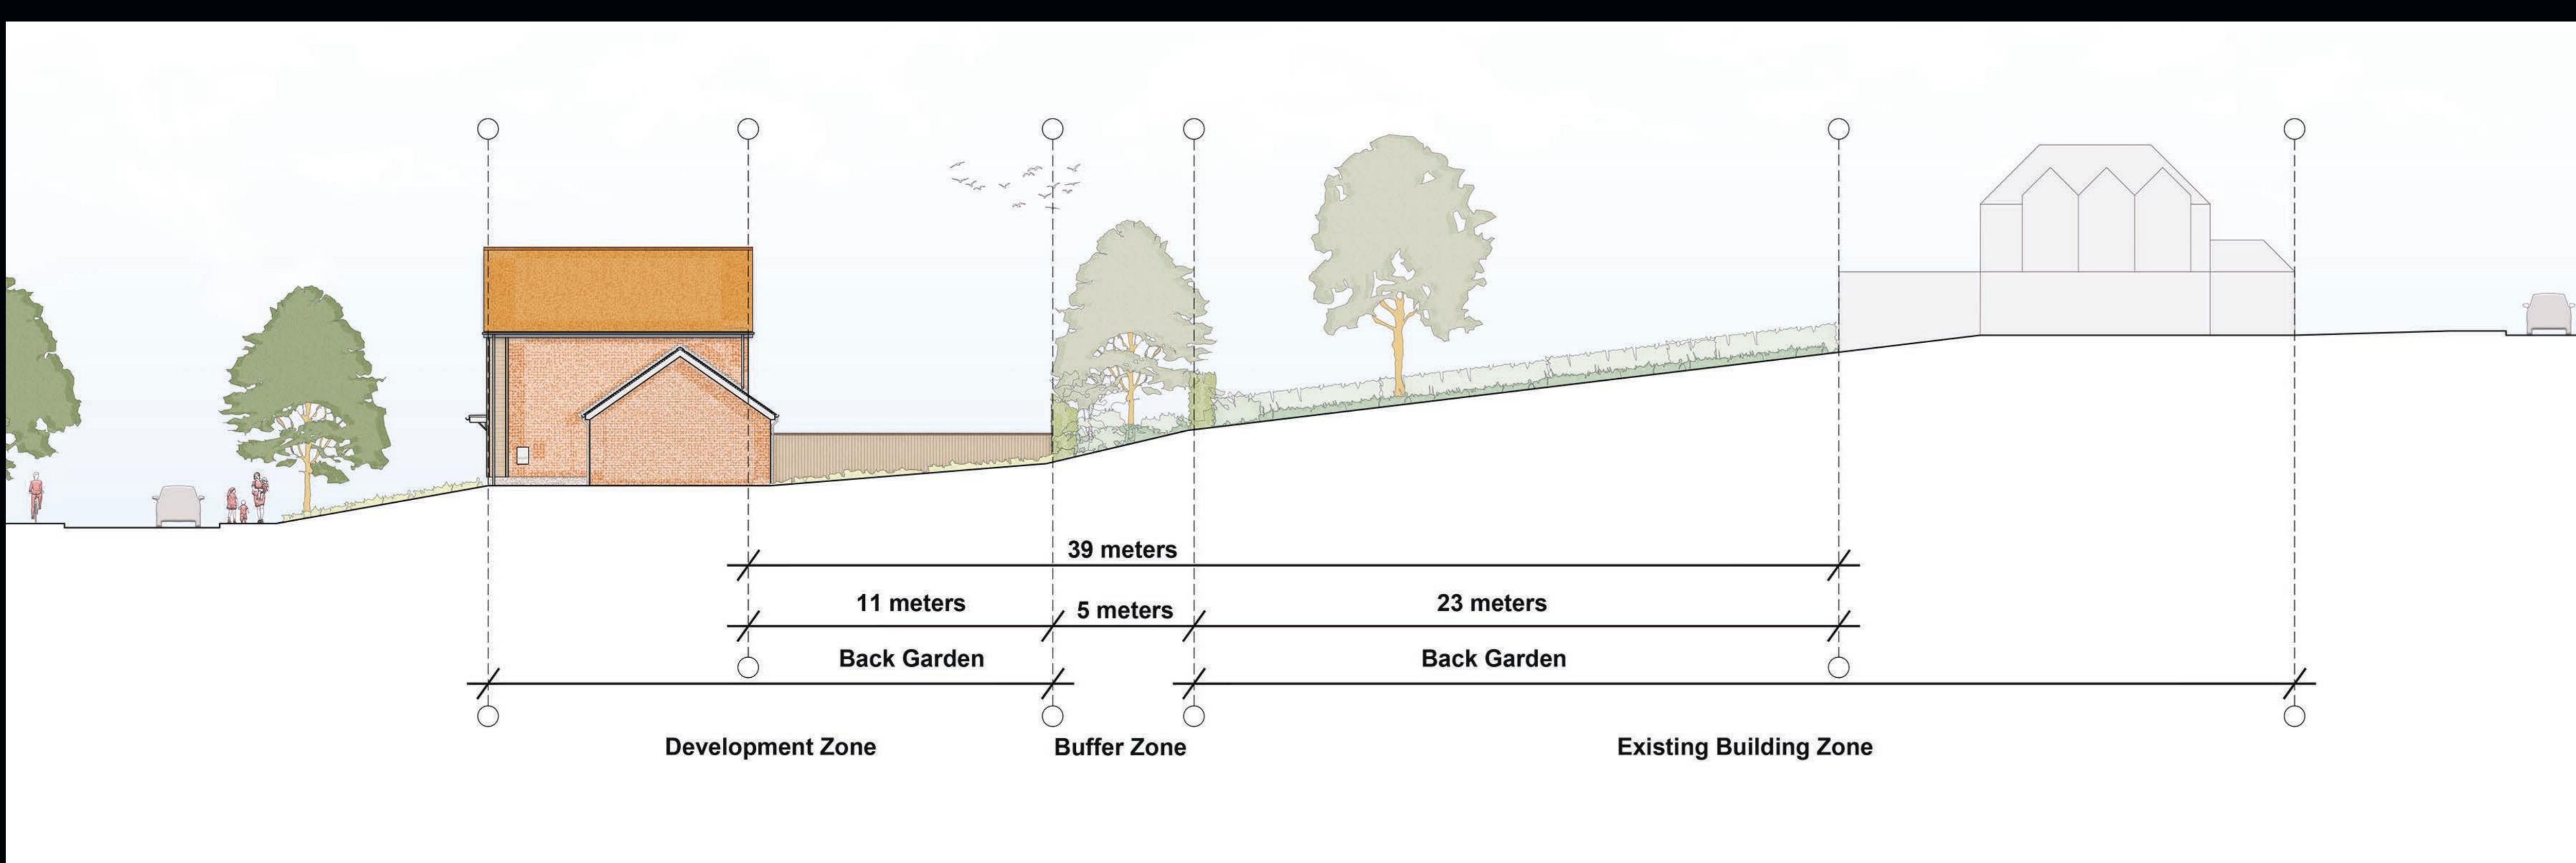 39 meters
11 meters
5 meters
23 meters
Back Garden
Back Garden
Development Zone
Buffer Zone
Existing Building Zone